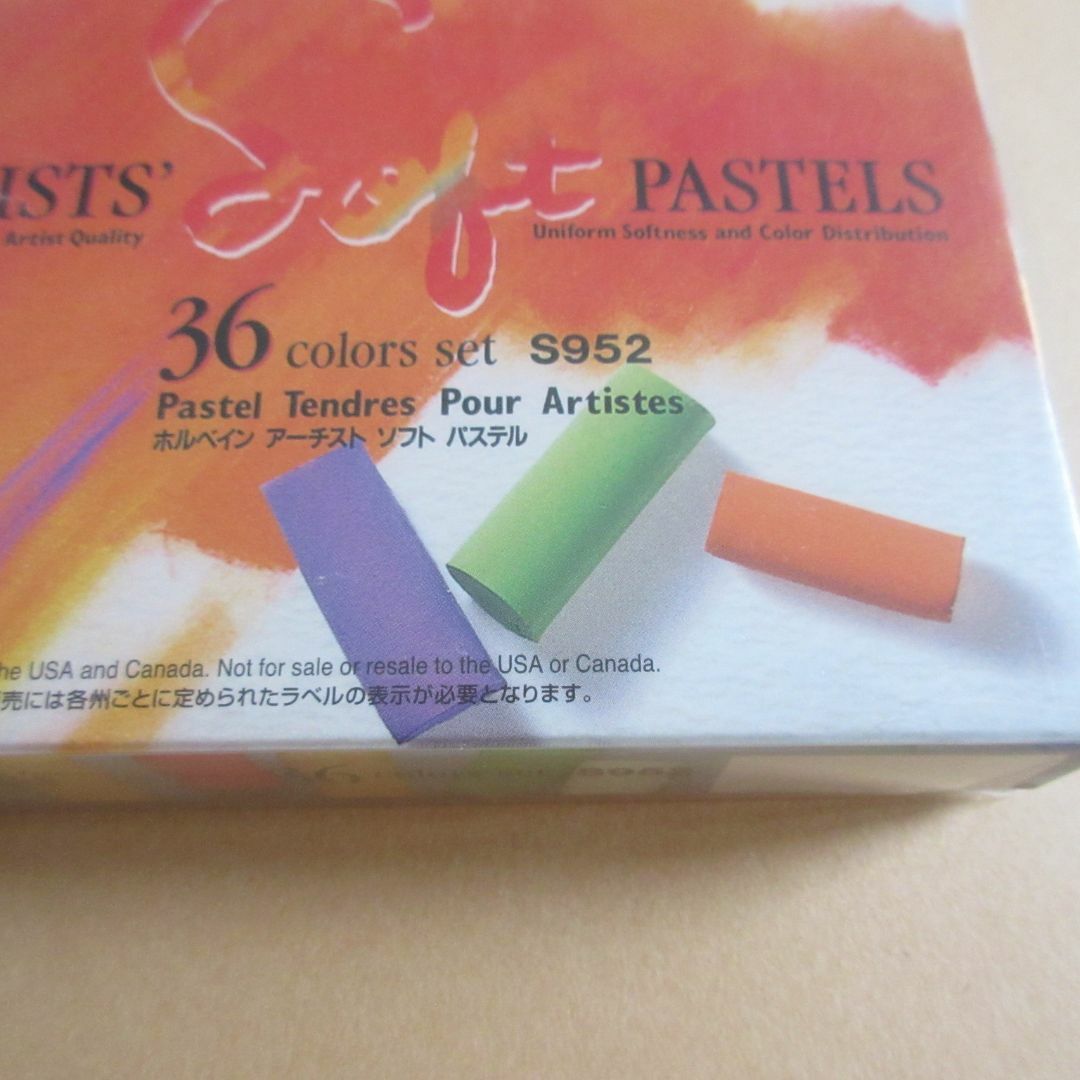 ISTS' Soft PASTELS
Artist Quality
Uniform Softness and Color Distribution
36 colors set S952
Pastel Tendres Pour Artistes
ホルベイン アーチスト ソフト パステル
he USA and Canada. Not for sale or resale to the USA or Canada.
売には各州ごとに定められたラベルの表示が必要となります。
36 colors set S952